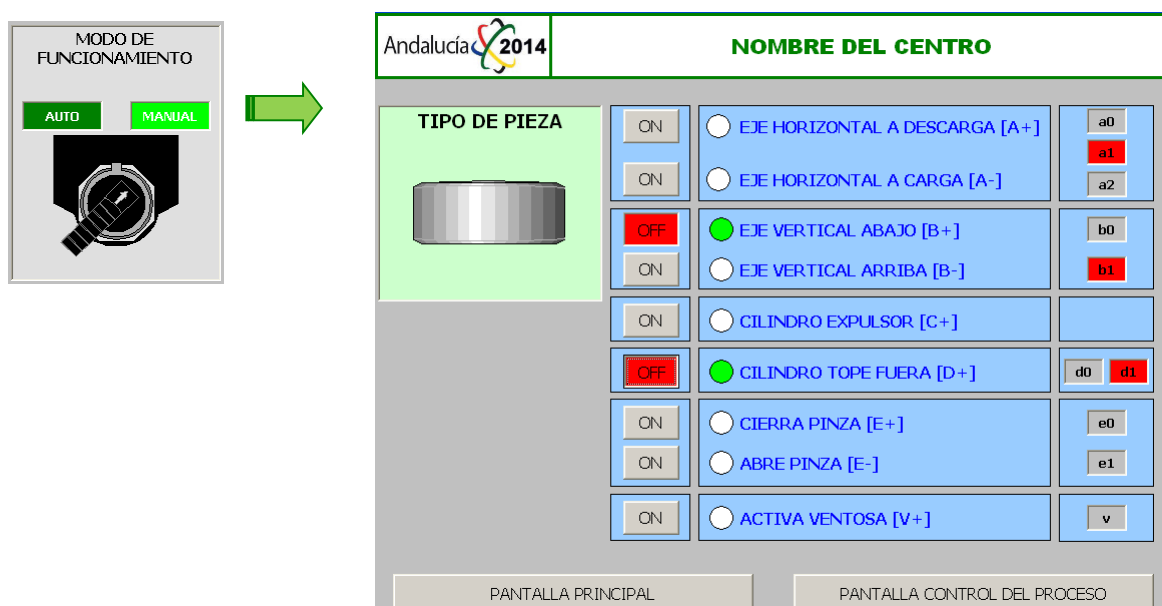 MODO DE
FUNCIONAMIENTO
AUTO MANUAL
Andalucía 2014
NOMBRE DEL CENTRO
TIPO DE PIEZA
ON EJE HORIZONTAL A DESCARGA [A+] a0
a1
ON EJE HORIZONTAL A CARGA [A-] a2
OFF EJE VERTICAL ABAJO [B+] b0
ON EJE VERTICAL ARRIBA [B-] b1
ON CILINDRO EXPULSOR [C+]
OFF CILINDRO TOPE FUERA [D+] d0 d1
ON CIERRA PINZA [E+] e0
ON ABRE PINZA [E-] e1
ON ACTIVA VENTOSA [V+] v
PANTALLA PRINCIPAL PANTALLA CONTROL DEL PROCESO